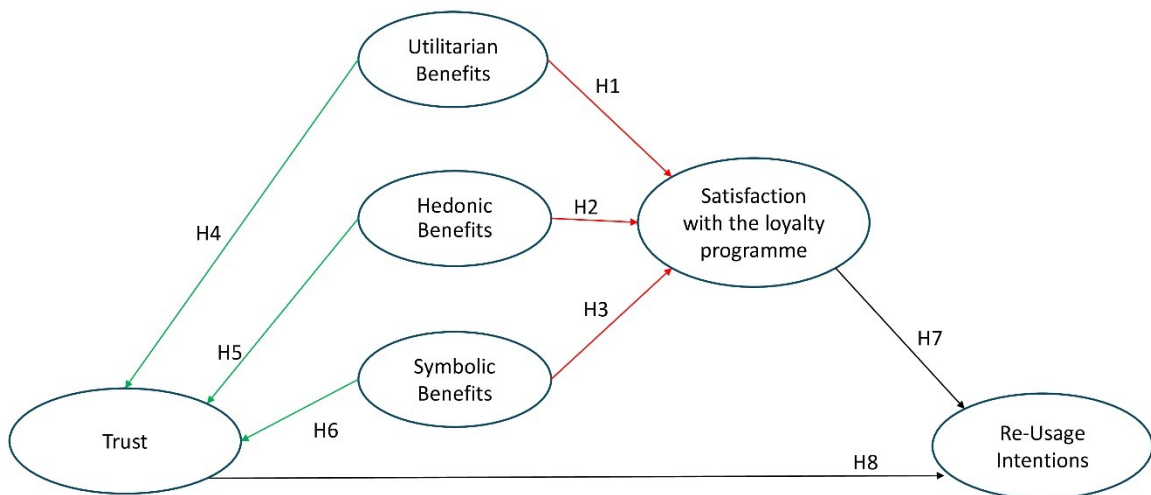 Utilitarian
Benefits
H1
Hedonic
Benefits
H2
Satisfaction
with the loyalty
programme
H4
H3
H5
Symbolic
Benefits
H7
Trust
H6
H8
Re-Usage
Intentions